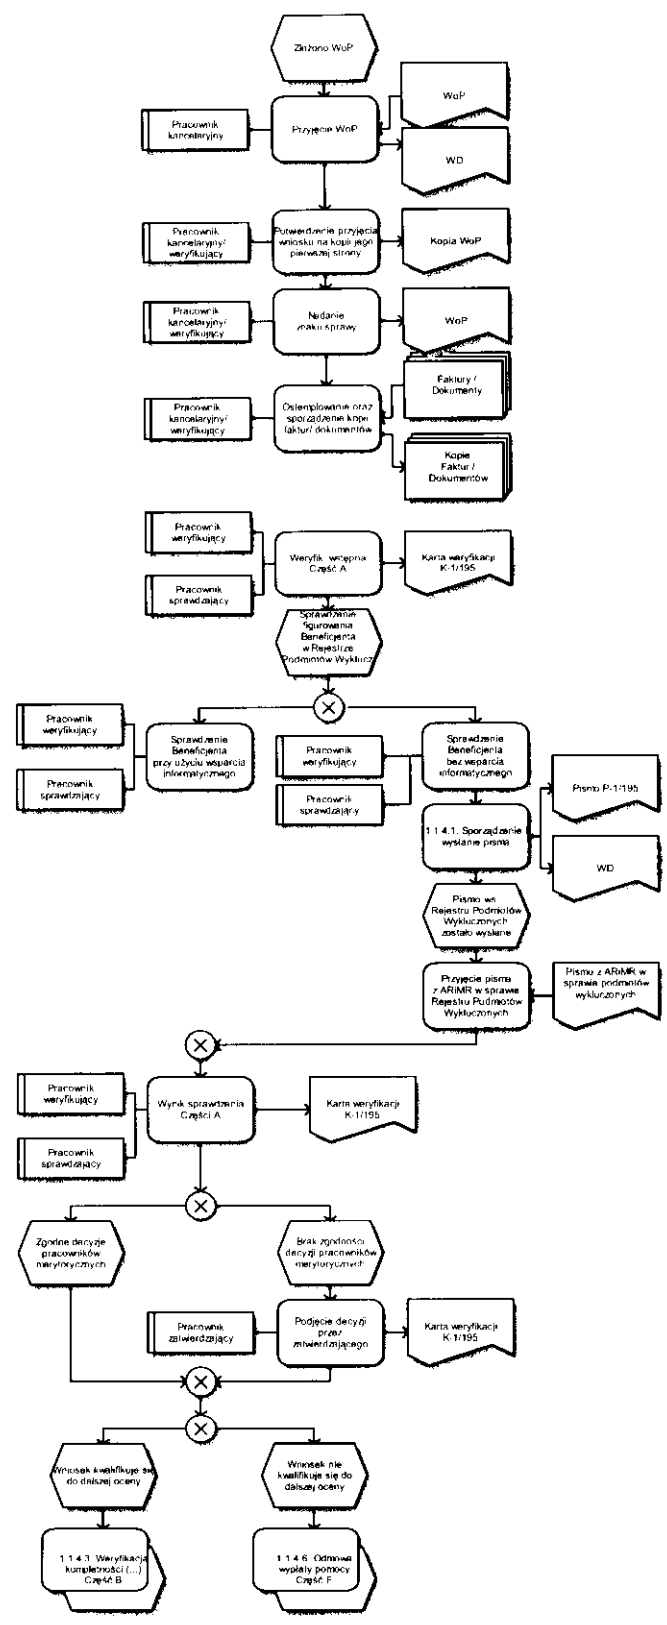 Złożono WoP
WoP
Pracownik
kancelaryjny
Przyjęcie WoP
WD
Pracownik
kancelaryjny/
weryfikujący
Potwierdzenie przyjęcia
wniosku na kopii jego
pierwszej strony
Kopia WoP
Pracownik
kancelaryjny/
weryfikujący
Nadanie
znaku sprawy
WoP
Faktury /
Dokumenty
Pracownik
kancelaryjny/
weryfikujący
Ostemplowanie oraz
sporządzenie kopii
faktur/ dokumentów
Kopie
Faktur /
Dokumentów
Pracownik
weryfikujący
Pracownik
sprawdzający
Weryfik. wstępna
Część A
Karta weryfikacji
K-1/195
Sprawdzenie
figurowania
Beneficjenta
w Rejestrze
Podmiotów Wyklucz
Pracownik
weryfikujący
Pracownik
sprawdzający
Sprawdzenie
Beneficjenta
przy użyciu wsparcia
informatycznego
Pracownik
weryfikujący
Pracownik
sprawdzający
Sprawdzenie
Beneficjenta
bez wsparcia
informatycznego
1.1.4.1. Sporządzenie i
wysłanie pisma
Pismo P-1/195
WD
Pismo ws
Rejestru Podmiotów
Wykluczonych
zostało wysłane
Przyjęcie pisma
z ARiMR w sprawie
Rejestru Podmiotów
Wykluczonych
Pismo z ARiMR w
sprawie podmiotów
wykluczonych
Pracownik
weryfikujący
Pracownik
sprawdzający
Wynik sprawdzenia
Części A
Karta weryfikacji
K-1/195
Zgodne decyzje
pracowników
merytorycznych
Brak zgodności
decyzji pracowników
merytorycznych
Pracownik
zatwierdzający
Podjęcie decyzji
przez
zatwierdzającego
Karta weryfikacji
K-1/195
Wniosek kwalifikuje się
do dalszej oceny
Wniosek nie
kwalifikuje się do
dalszej oceny
1.1.4.3. Weryfikacja
kompletności (...)
Część B
1.1.4.6. Odmowa
wypłaty pomocy
Część F